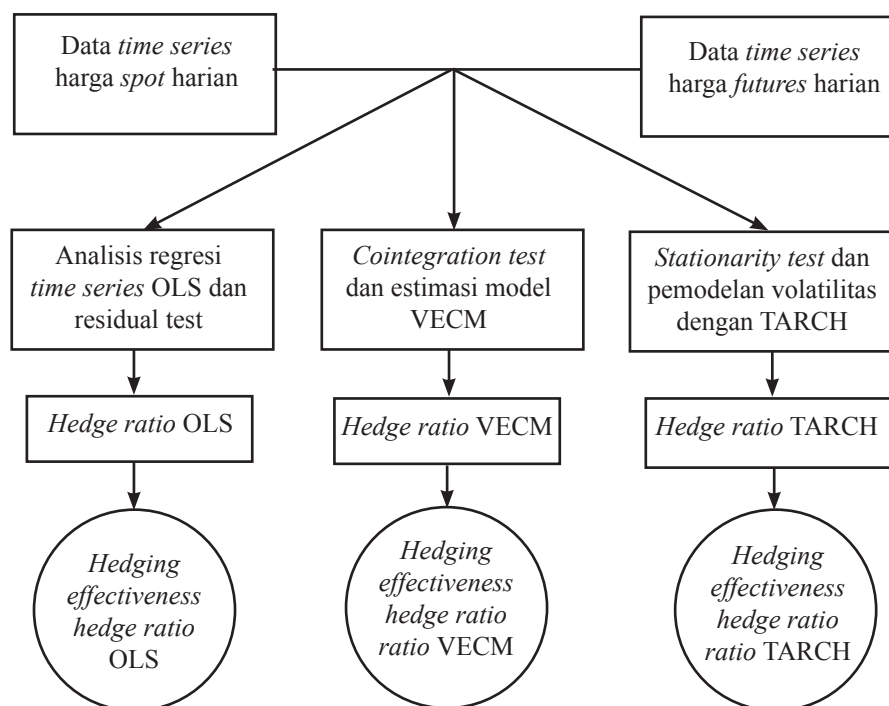 Data time series
harga spot harian
Data time series
harga futures harian
Analisis regresi
time series OLS dan
residual test
Cointegration test
dan estimasi model
VECM
Stationarity test dan
pemodelan volatilitas
dengan TARCH
Hedge ratio OLS
Hedge ratio VECM
Hedge ratio TARCH
Hedging
effectiveness
hedge ratio
OLS
Hedging
effectiveness
hedge ratio
ratio VECM
Hedging
effectiveness
hedge ratio
ratio TARCH